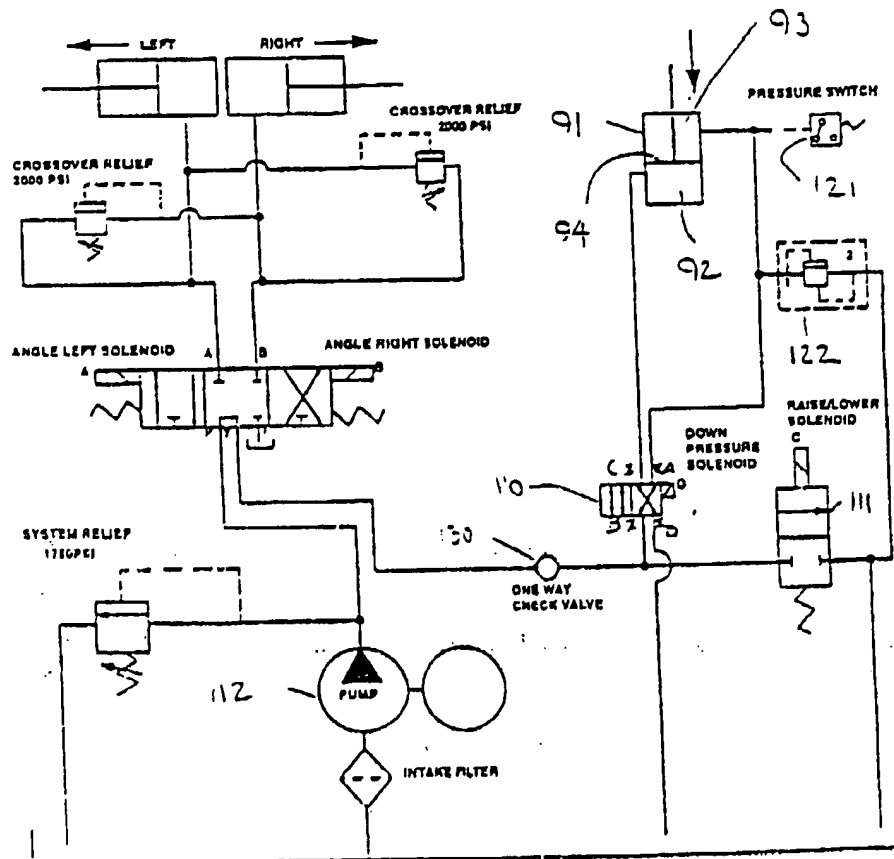 LEFT
RIGHT
93
CROSSOVER RELIEF
2000 PSI
PRESSURE SWITCH
91
121
CROSSOVER RELIEF
2000 PSI
94
92
2
122
ANGLE LEFT SOLENOID
A
B
ANGLE RIGHT SOLENOID
A
B
RAISE/LOWER
SOLENOID
C
DOWN
PRESSURE
SOLENOID
110
111
SYSTEM RELIEF
130
ONE WAY
CHECK VALVE
112
PUMP
INTAKE FILTER